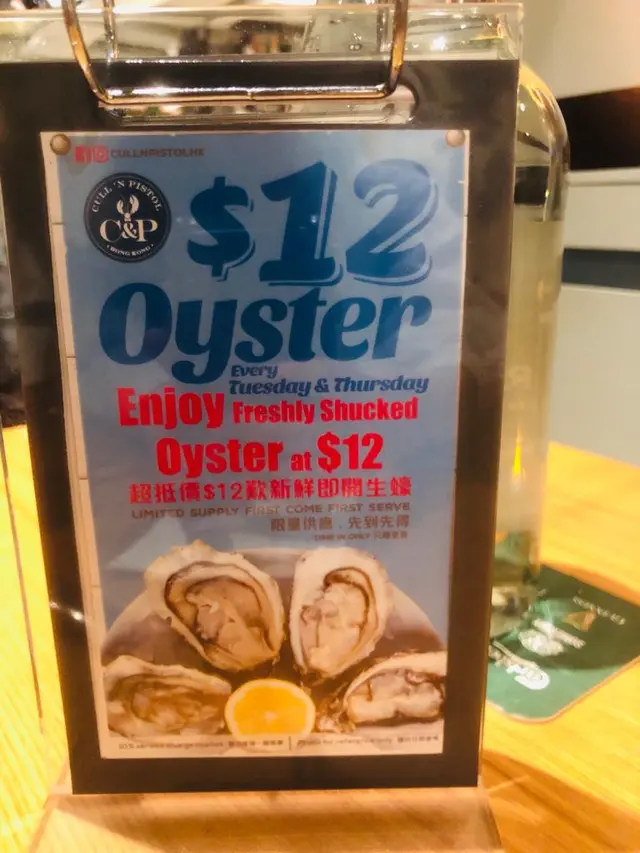 CULLNPISTOLHK
CULL 'N PISTOL
C&P
HONG KONG
$12
Oyster
Every
Tuesday & Thursday
Enjoy Freshly Shucked
Oyster at $12
超抵價$12歎新鮮即開生蠔
LIMITED SUPPLY FIRST COME FIRST SERVE
限量供應．先到先得
DINE IN ONLY 只限堂食